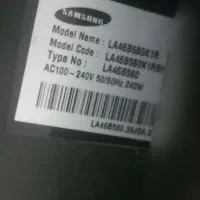 SAMSUNG
Model Name : LA46B580K1R
Model Code : LA46B580K1R
Type No : LA46B580
AC100 - 240V 50/60Hz 240W